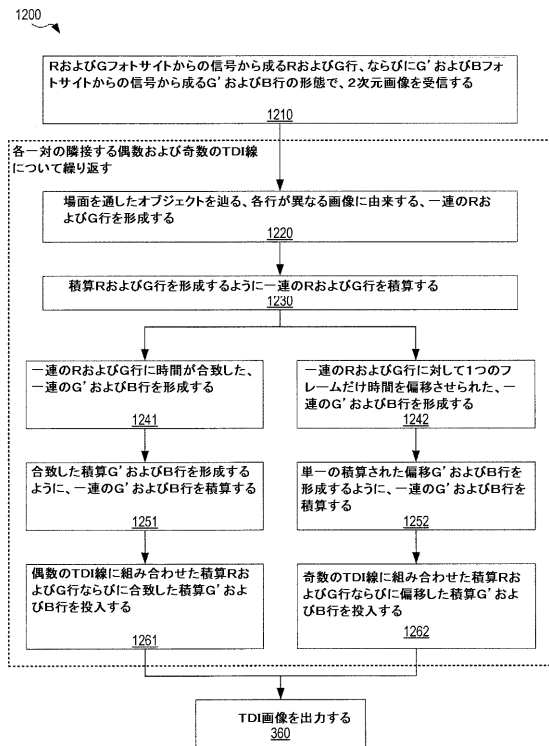 1200
RおよびGフォトサイトからの信号から成るRおよびG行、ならびにG’およびBフォ
トサイトからの信号から成るG’およびB行の形態で、2次元画像を受信する
1210
各一対の隣接する偶数および奇数のTDI線
について繰り返す
場面を通したオブジェクトを辿る、各行が異なる画像に由来する、一連のRお
よびG行を形成する
1220
積算RおよびG行を形成するように一連のRおよびG行を積算する
1230
一連のRおよびG行に時間が合致した、
一連のG’およびB行を形成する
1241
一連のRおよびG行に対して1つのフ
レームだけ時間を偏移させられた、一
連のG’およびB行を形成する
1242
合致した積算G’およびB行を形成する
ように、一連のG’およびB行を積算する
1251
単一の積算された偏移G’およびB行を
形成するように、一連のG’およびB行を
積算する
1252
偶数のTDI線に組み合わせた積算Rお
よびG行ならびに合致した積算G’およ
びB行を投入する
1261
奇数のTDI線に組み合わせた積算Rお
よびG行ならびに偏移した積算G’およ
びB行を投入する
1262
TDI画像を出力する
360